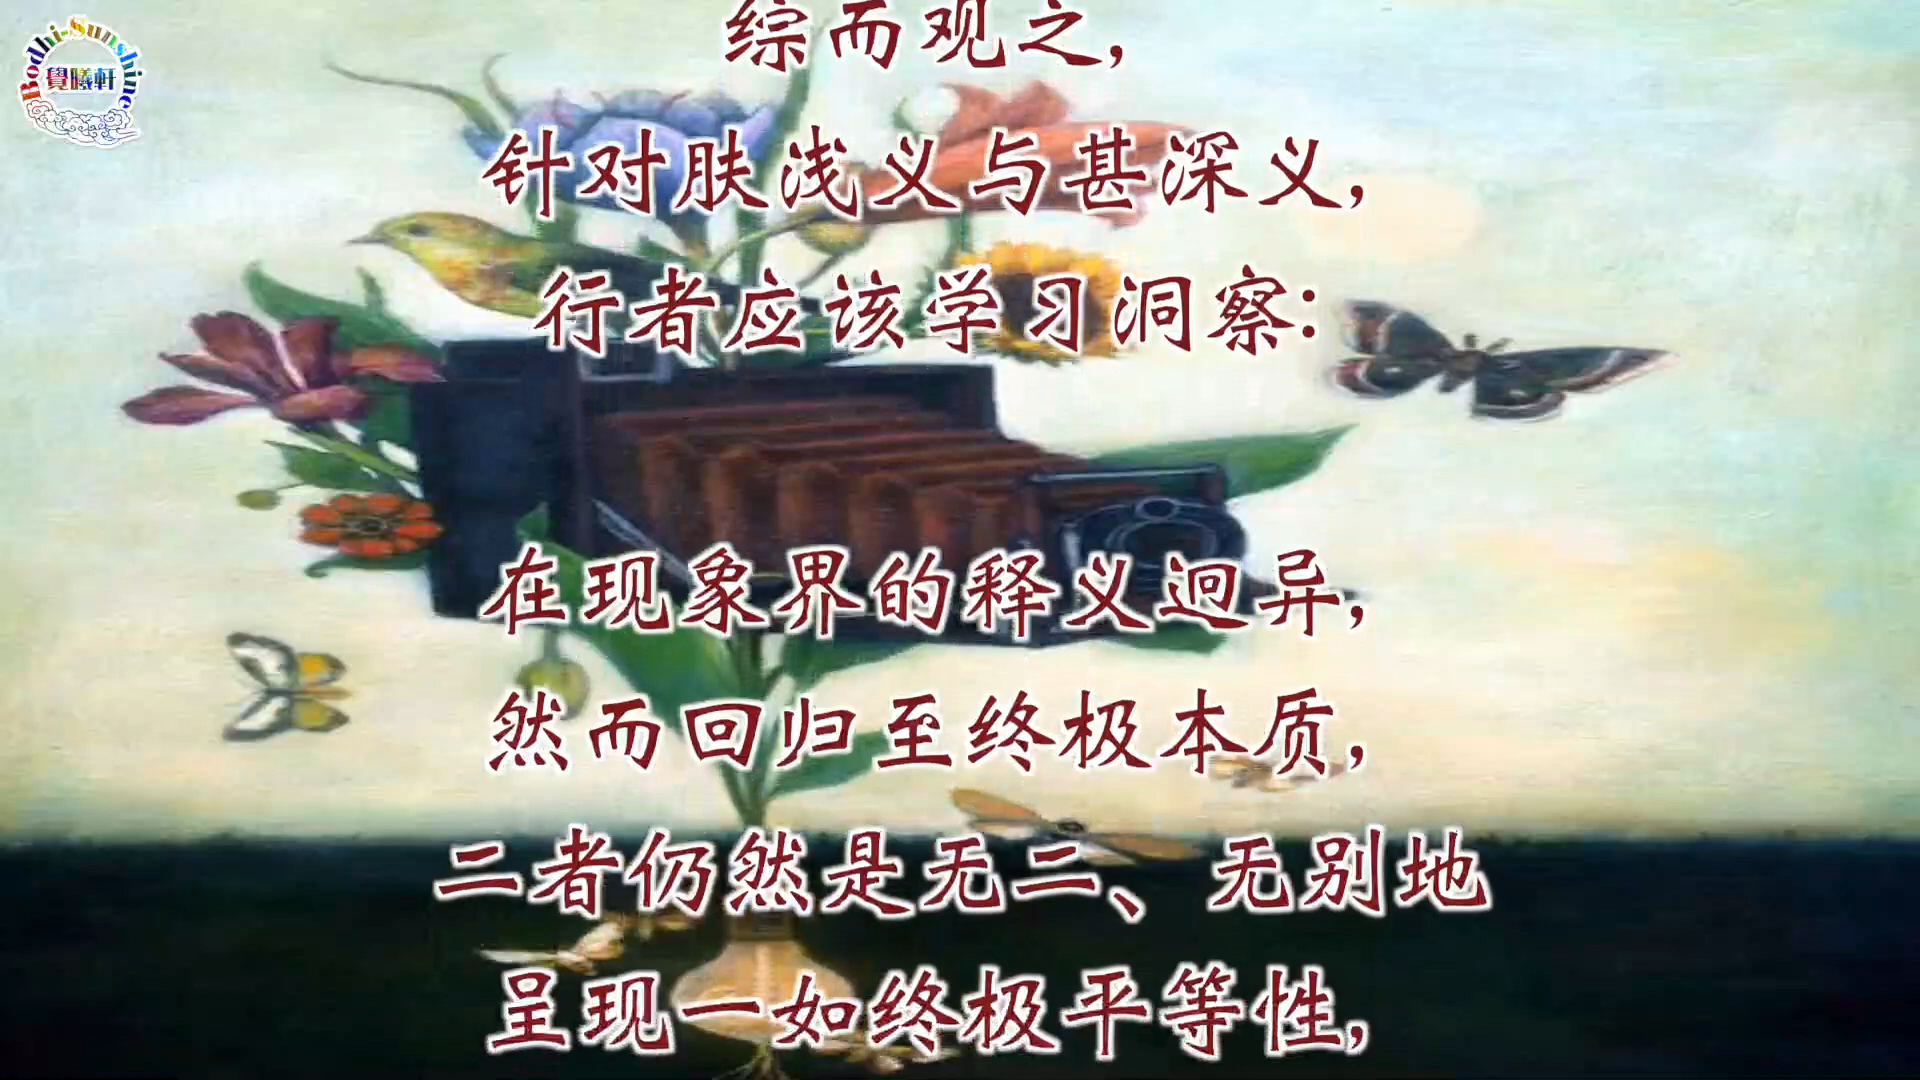 Bodhi-Sunshine
覺曦軒
综而观之,
针对肤浅义与甚深义,
行者应该学习洞察:
在现象界的释义迥异,
然而回归至终极本质,
二者仍然是无二、无别地
呈现一如终极平等性,